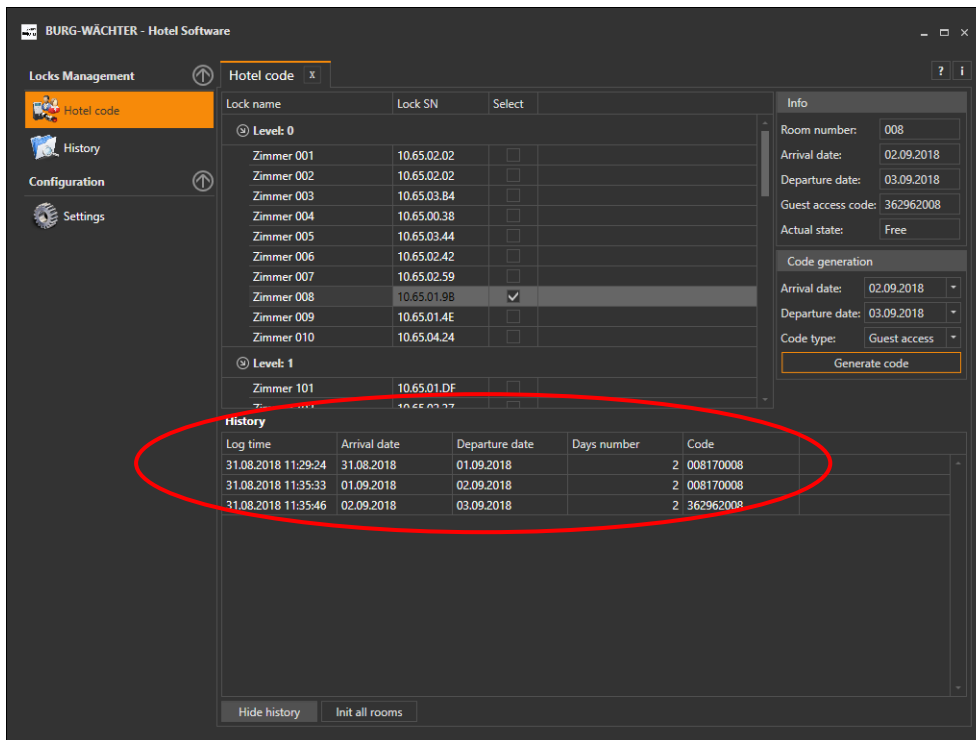 BURG-WÄCHTER - Hotel Software
Locks Management
Hotel code
History
Configuration
Settings
Hotel code x
? i
Lock name Lock SN Select
Level: 0
Zimmer 001 10.65.02.02
Zimmer 002 10.65.02.02
Zimmer 003 10.65.03.B4
Zimmer 004 10.65.00.38
Zimmer 005 10.65.03.44
Zimmer 006 10.65.02.42
Zimmer 007 10.65.02.59
Zimmer 008 10.65.01.9B
Zimmer 009 10.65.01.4E
Zimmer 010 10.65.04.24
Level: 1
Zimmer 101 10.65.01.DF
Info
Room number: 008
Arrival date: 02.09.2018
Departure date: 03.09.2018
Guest access code: 362962008
Actual state: Free
Code generation
Arrival date: 02.09.2018
Departure date: 03.09.2018
Code type: Guest access
Generate code
History
Log time Arrival date Departure date Days number Code
31.08.2018 11:29:24 31.08.2018 01.09.2018 2 008170008
31.08.2018 11:35:33 01.09.2018 02.09.2018 2 008170008
31.08.2018 11:35:46 02.09.2018 03.09.2018 2 362962008
Hide history Init all rooms